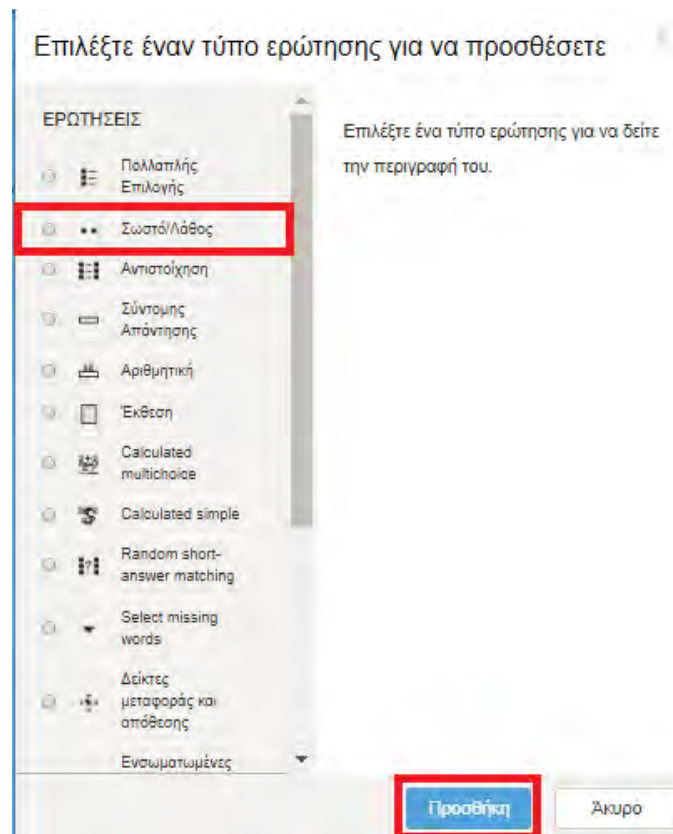 Επιλέξτε έναν τύπο ερώτησης για να προσθέσετε
ΕΡΩΤΗΣΕΙΣ
Πολλαπλής
Επιλογής
Σωστό/Λάθος
Αντιστοίχηση
Σύντομης
Απάντησης
Αριθμητική
Έκθεση
Calculated
multichoice
Calculated simple
Random short-
answer matching
Select missing
words
Δείκτες
μεταφοράς και
απόθεσης
Ενσωματωμένες
Επιλέξτε ένα τύπο ερώτησης για να δείτε
την περιγραφή του.
Προσθήκη
Άκυρο